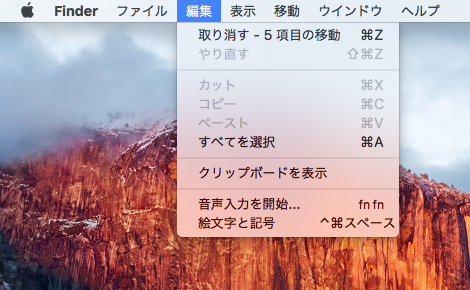 Finder ファイル 編集 表示 移動 ウインドウ ヘルプ
取り消す - 5 項目の移動 ⌘Z
やり直す ⇧⌘Z
カット ⌘X
コピー ⌘C
ペースト ⌘V
すべてを選択 ⌘A
クリップボードを表示
音声入力を開始... fn fn
絵文字と記号 ^⌘スペース